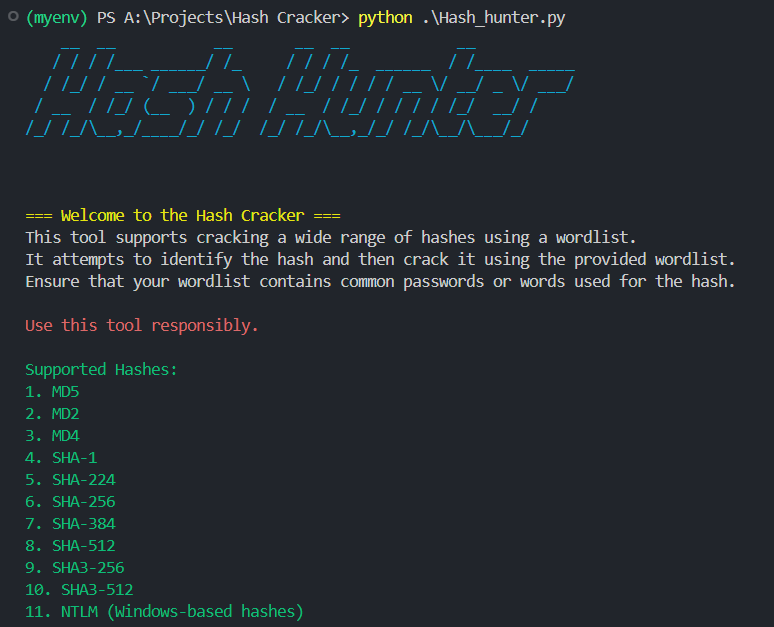 (myenv) PS A:\Projects\Hash Cracker> python .\Hash_hunter.py
Hash Hunter
=== Welcome to the Hash Cracker ===
This tool supports cracking a wide range of hashes using a wordlist.
It attempts to identify the hash and then crack it using the provided wordlist.
Ensure that your wordlist contains common passwords or words used for the hash.
Use this tool responsibly.
Supported Hashes:
1. MD5
2. MD2
3. MD4
4. SHA-1
5. SHA-224
6. SHA-256
7. SHA-384
8. SHA-512
9. SHA3-256
10. SHA3-512
11. NTLM (Windows-based hashes)